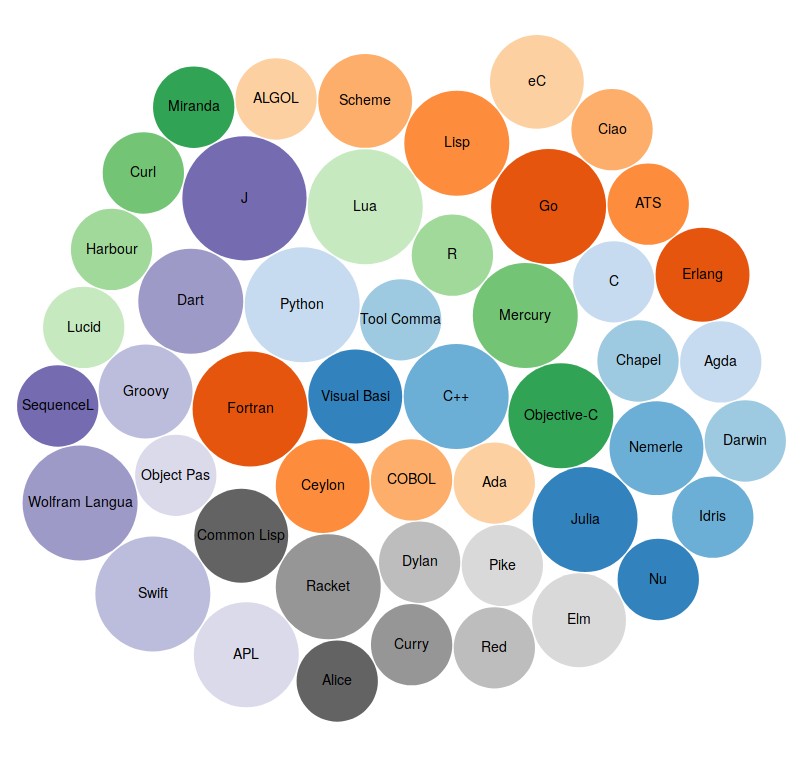 eC
ALGOL
Scheme
Miranda
Ciao
Lisp
Curl
J
Lua
Go
ATS
Harbour
R
Erlang
C
Dart
Python
Tool Comma
Mercury
Lucid
Chapel
Agda
Groovy
Visual Basi
C++
SequenceL
Fortran
Objective-C
Darwin
Nemerle
Object Pas
COBOL
Ada
Ceylon
Wolfram Langua
Idris
Julia
Common Lisp
Dylan
Pike
Nu
Racket
Swift
Elm
Curry
Red
APL
Alice